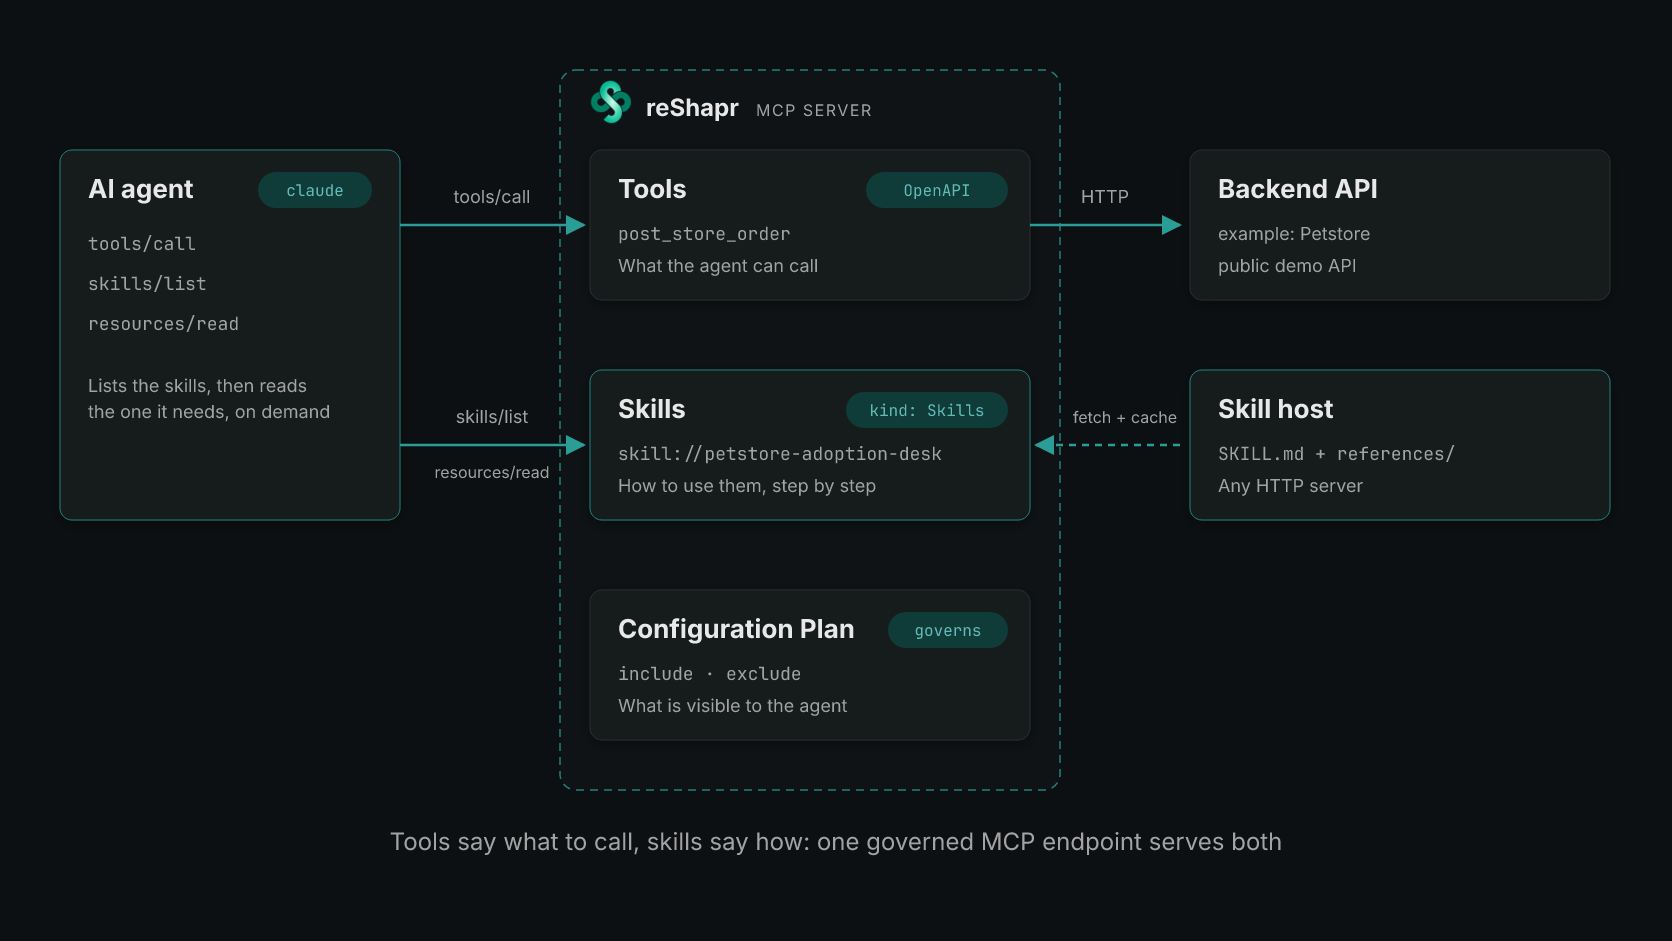 reShapr MCP SERVER
AI agent
claude
tools/call
skills/list
resources/read
Lists the skills, then reads
the one it needs, on demand
tools/call
skills/list
resources/read
Tools
OpenAPI
post_store_order
What the agent can call
Skills
kind: Skills
skill://petstore-adoption-desk
How to use them, step by step
Configuration Plan
governs
include · exclude
What is visible to the agent
HTTP
fetch + cache
Backend API
example: Petstore
public demo API
Skill host
SKILL.md + references/
Any HTTP server
Tools say what to call, skills say how: one governed MCP endpoint serves both